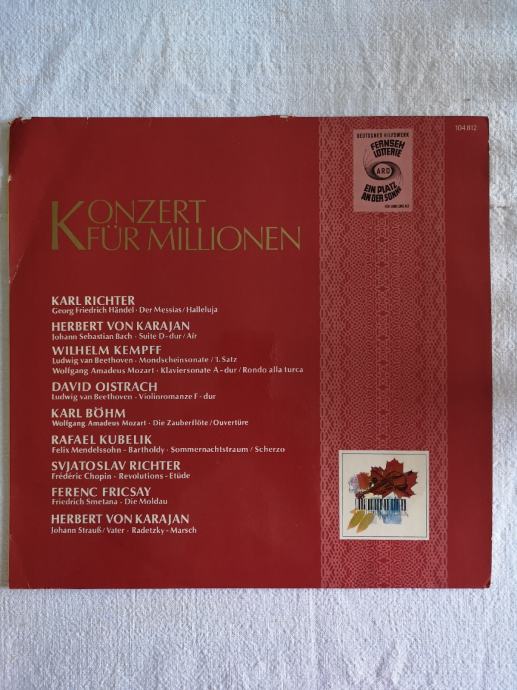 104 812
DEUTSCHES HILFSWERK
FERNSEH
LOTTERIE
ARD
EIN PLATZ
AN DER SONNE
KONZERT
FÜR MILLIONEN
KARL RICHTER
Georg Friedrich Händel · Der Messias/Halleluja
HERBERT VON KARAJAN
Johann Sebastian Bach · Suite D-dur/Air
WILHELM KEMPFF
Ludwig van Beethoven · Mondscheinsonate/1. Satz
Wolfgang Amadeus Mozart · Klaviersonate A-dur/Rondo alla turca
DAVID OISTRACH
Ludwig van Beethoven · Violinromanze F-dur
KARL BÖHM
Wolfgang Amadeus Mozart · Die Zauberflöte/Ouvertüre
RAFAEL KUBELIK
Felix Mendelssohn-Bartholdy · Sommernachtstraum/Scherzo
SVJATOSLAV RICHTER
Frédéric Chopin · Revolutions-Etüde
FERENC FRICSAY
Friedrich Smetana · Die Moldau
HERBERT VON KARAJAN
Johann Strauß/Vater · Radetzky-Marsch